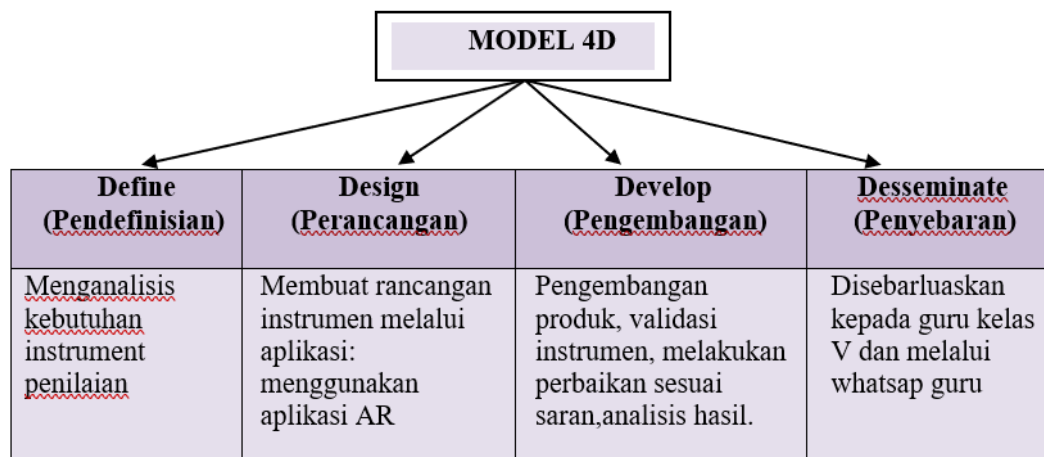 MODEL 4D
Define
(Pendefinisian)
Design
(Perancangan)
Develop
(Pengembangan)
Desseminate
(Penyebaran)
Menganalisis
kebutuhan
instrument
penilaian
Membuat rancangan
instrumen melalui
aplikasi:
menggunakan
aplikasi AR
Pengembangan
produk, validasi
instrumen, melakukan
perbaikan sesuai
saran,analisis hasil.
Disebarluaskan
kepada guru kelas
V dan melalui
whatsap guru